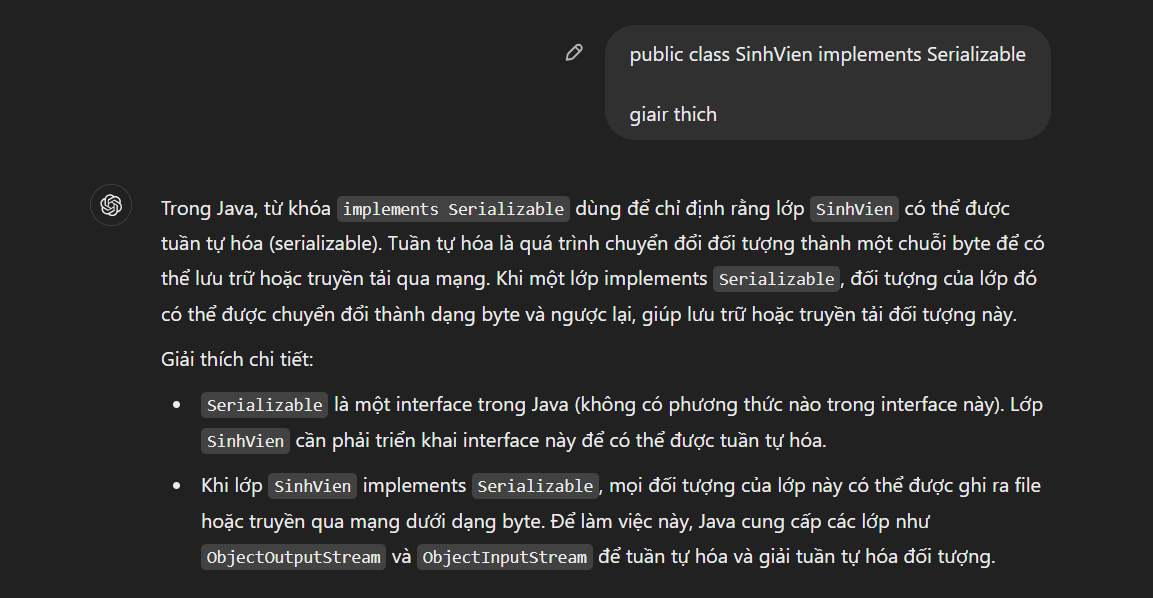 public class SinhVien implements Serializable
giair thich
Trong Java, từ khóa implements Serializable dùng để chỉ định rằng lớp SinhVien có thể được
tuần tự hóa (serializable). Tuần tự hóa là quá trình chuyển đổi đối tượng thành một chuỗi byte để có
thể lưu trữ hoặc truyền tải qua mạng. Khi một lớp implements Serializable, đối tượng của lớp đó
có thể được chuyển đổi thành dạng byte và ngược lại, giúp lưu trữ hoặc truyền tải đối tượng này.
Giải thích chi tiết:
• Serializable là một interface trong Java (không có phương thức nào trong interface này). Lớp
SinhVien cần phải triển khai interface này để có thể được tuần tự hóa.
• Khi lớp SinhVien implements Serializable, mọi đối tượng của lớp này có thể được ghi ra file
hoặc truyền qua mạng dưới dạng byte. Để làm việc này, Java cung cấp các lớp như
ObjectOutputStream và ObjectInputStream để tuần tự hóa và giải tuần tự hóa đối tượng.